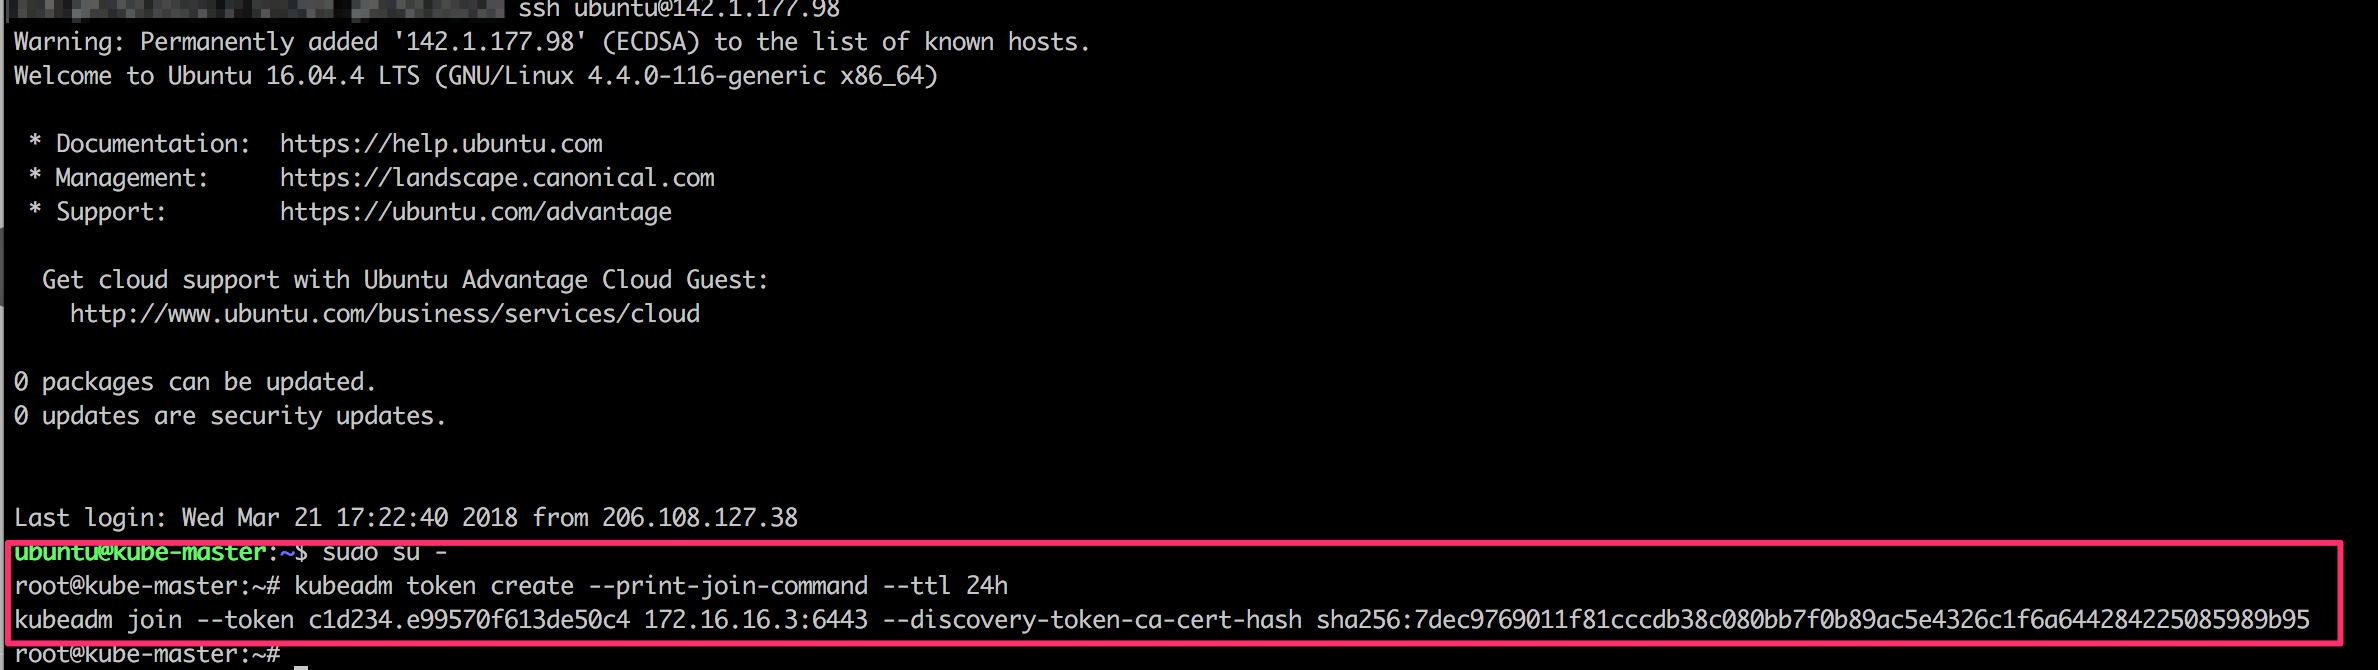 ssh ubuntu@142.1.177.98
Warning: Permanently added '142.1.177.98' (ECDSA) to the list of known hosts.
Welcome to Ubuntu 16.04.4 LTS (GNU/Linux 4.4.0-116-generic x86_64)
* Documentation:  https://help.ubuntu.com
* Management:     https://landscape.canonical.com
* Support:        https://ubuntu.com/advantage
Get cloud support with Ubuntu Advantage Cloud Guest:
http://www.ubuntu.com/business/services/cloud
0 packages can be updated.
0 updates are security updates.
Last login: Wed Mar 21 17:22:40 2018 from 206.108.127.38
ubuntu@kube-master:~$ sudo su -
root@kube-master:~# kubeadm token create --print-join-command --ttl 24h
kubeadm join --token c1d234.e99570f613de50c4 172.16.16.3:6443 --discovery-token-ca-cert-hash sha256:7dec9769011f81cccdb38c080bb7f0b89ac5e4326c1f6a644284225085989b95
root@kube-master:~#